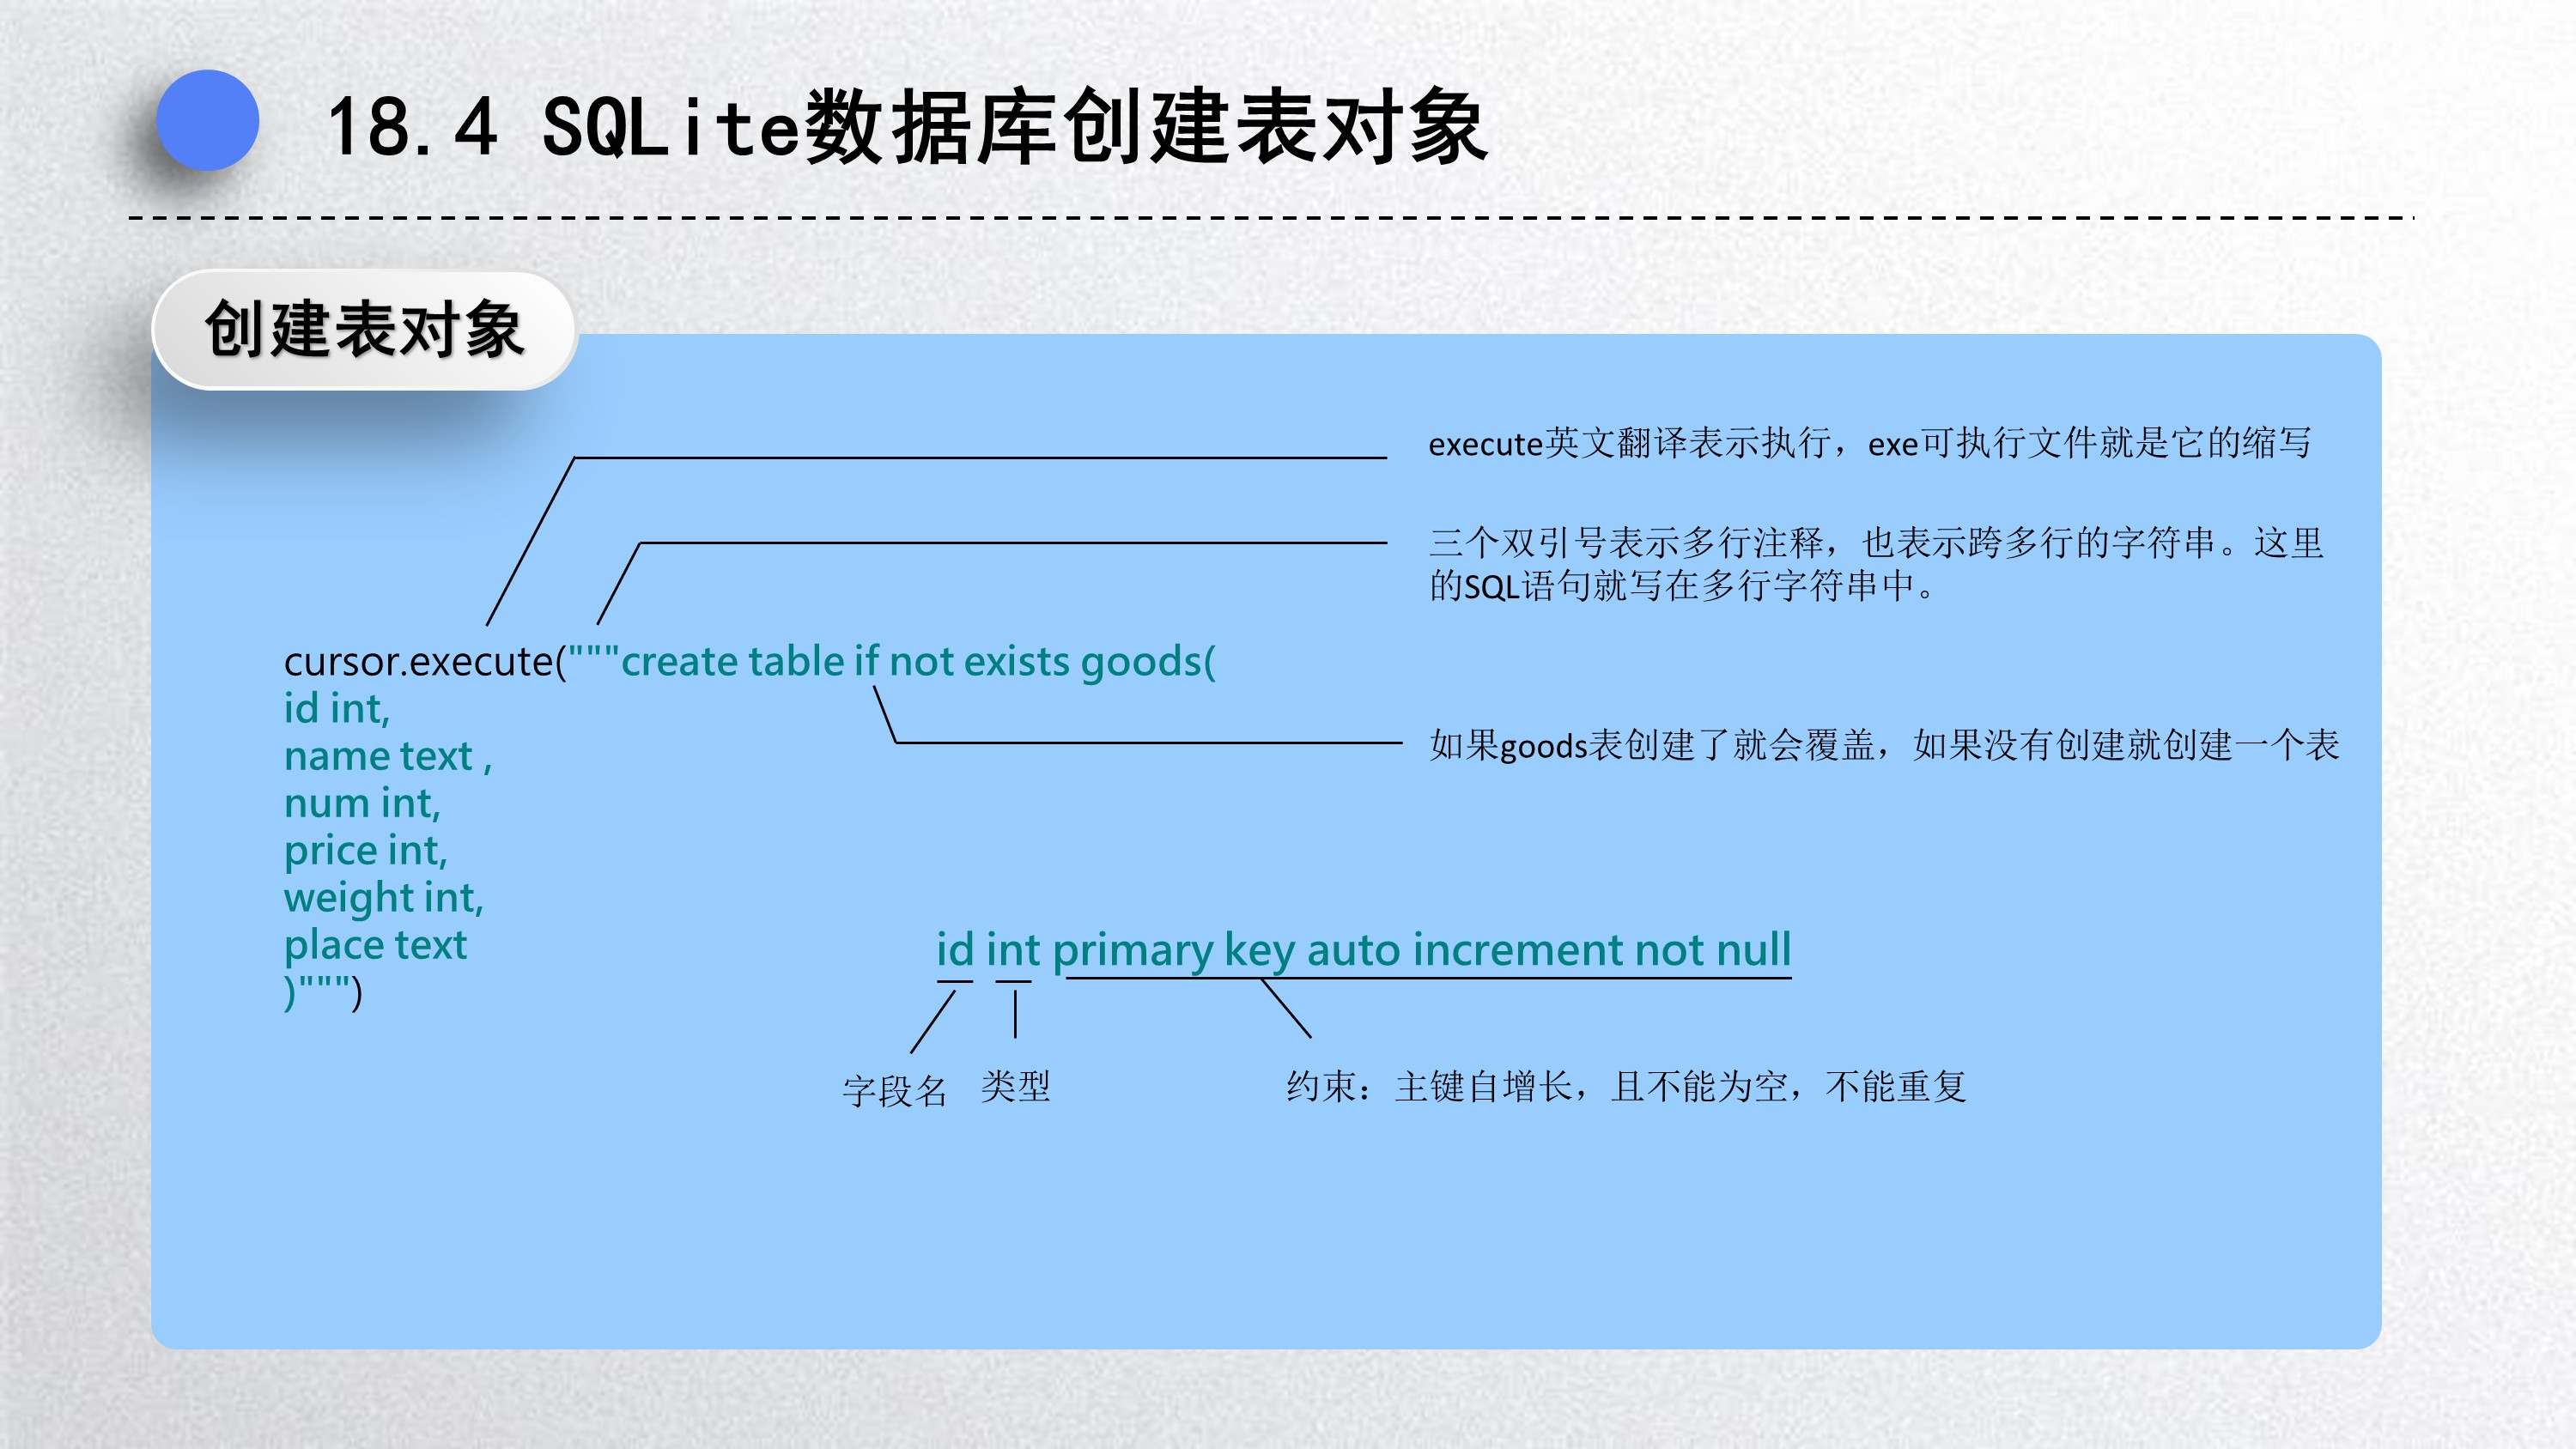 18.4 SQLite数据库创建表对象
创建表对象
execute英文翻译表示执行，exe可执行文件就是它的缩写
三个双引号表示多行注释，也表示跨多行的字符串。这里
的SQL语句就写在多行字符串中。
cursor.execute("""create table if not exists goods(
id int,
name text ,
num int,
price int,
weight int,
place text
)""")
如果goods表创建了就会覆盖，如果没有创建就创建一个表
id int primary key auto increment not null
字段名 类型 约束：主键自增长，且不能为空，不能重复